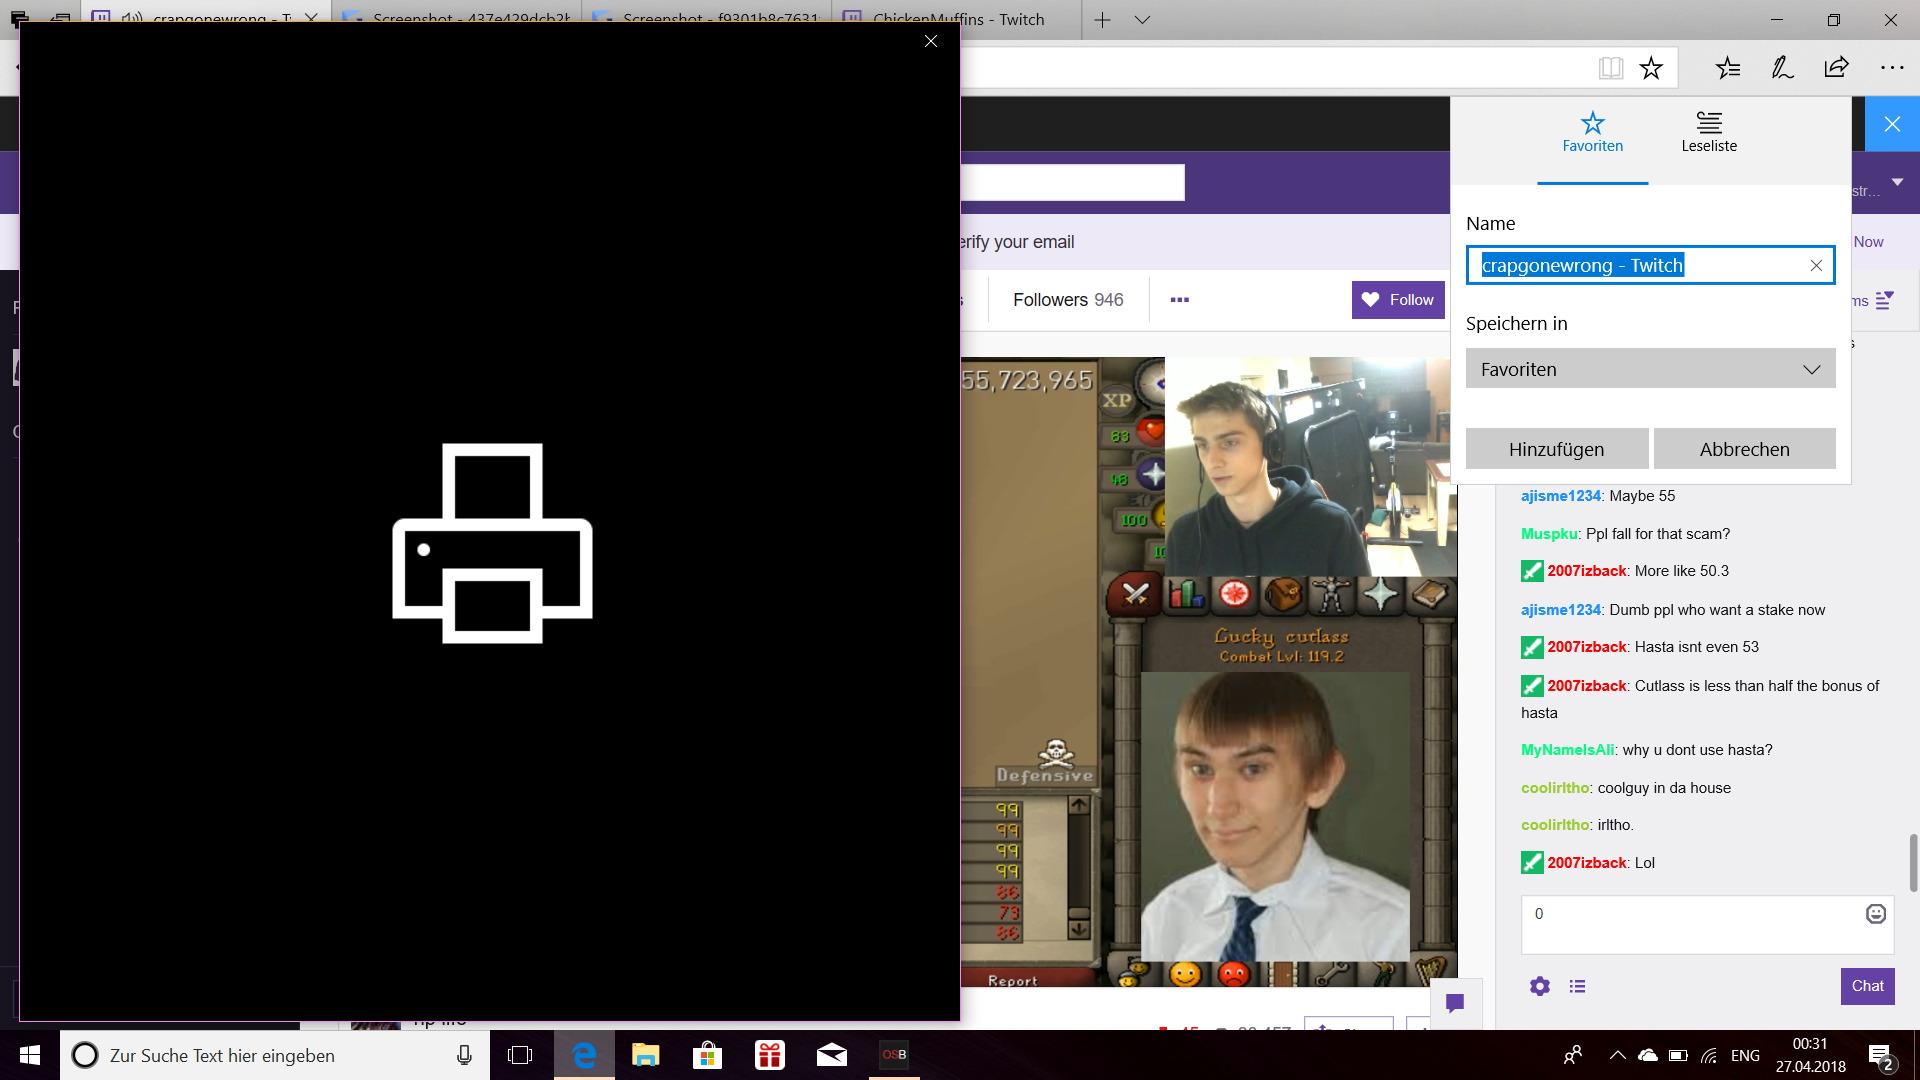 crapgonewrong - T
Screenshot - 437e429dcb2
Screenshot - f9301b8c7631
ChickenMuffins - Twitch
Favoriten
Leseliste
str...
Name
erify your email
Now
crapgonewrong - Twitch
Followers 946
Follow
ms
Speichern in
Favoriten
55,723,965
XP
83
48
100
Hinzufügen
Abbrechen
ajisme1234: Maybe 55
Muspku: Ppl fall for that scam?
2007izback: More like 50.3
ajisme1234: Dumb ppl who want a stake now
Lucky cutlass
Combat Lvl: 119.2
2007izback: Hasta isnt even 53
2007izback: Cutlass is less than half the bonus of
hasta
MyNameIsAli: why u dont use hasta?
Defensive
coolirltho: coolguy in da house
99
99
99
99
86
73
86
coolirltho: irltho.
2007izback: Lol
0
Report
Chat
Zur Suche Text hier eingeben
OSB
ENG
00:31
27.04.2018
2